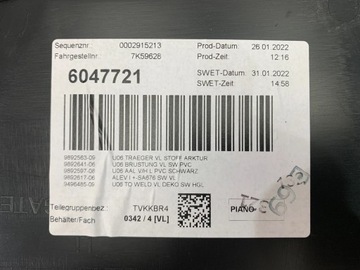 Sequenznr. 0002915213 Prod-Datum: 26.01.2022
Fahrgestellnr. 7K59628 Prod-Zeit: 12:16
6047721 SWET-Datum: 31.01.2022
SWET-Zeit: 14:58
9892563-09 U06 TRAEGER VL STOFF ARKTUR
9892641-06 U06 BRUSTUNG VL SW PVC
9892597-08 U06 AAL V/H L PVC SCHWARZ
9892617-09 ALEV I +-SA676 SW VL I
9496485-09 U06 TO WELD VL DEKO SW HGL
Teilegruppenbez.: TVKKBR4
Behälter/Fach 0342 / 4 [VL]
PIANO-